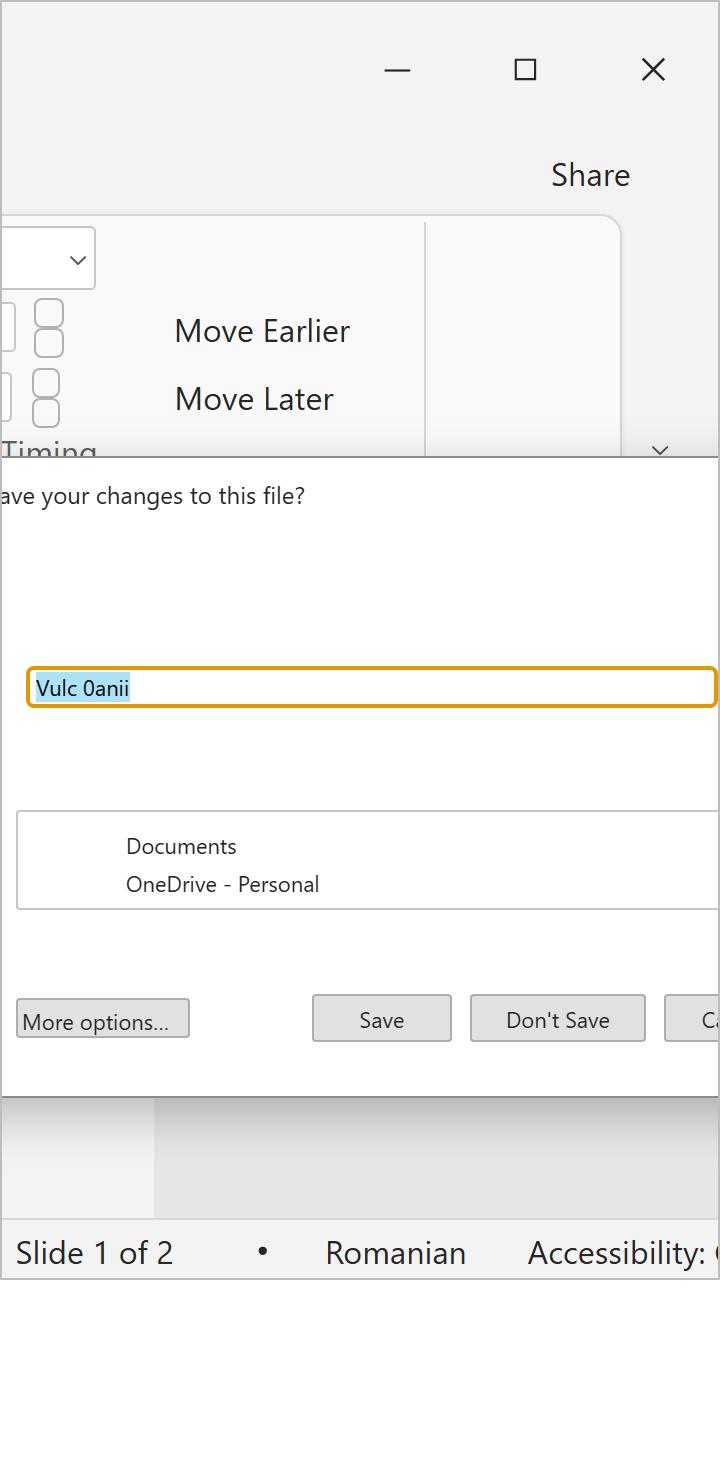 Share
Move Earlier
Move Later
Timing
ave your changes to this file?
Vulc 0anii
Documents
OneDrive - Personal
More options...
Save
Don't Save
Slide 1 of 2 • Romanian Accessibility: